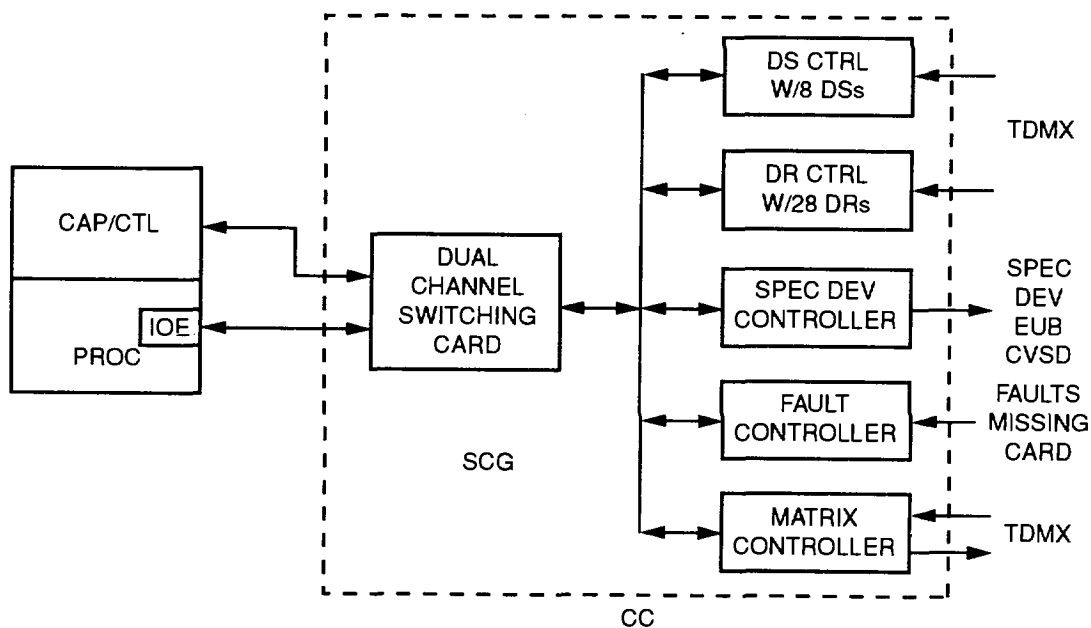 CAP/CTL
IOE
PROC
DUAL
CHANNEL
SWITCHING
CARD
SCG
DS CTRL
W/8 DSs
DR CTRL
W/28 DRs
SPEC DEV
CONTROLLER
FAULT
CONTROLLER
MATRIX
CONTROLLER
TDMX
SPEC
DEV
EUB
CVSD
FAULTS
MISSING
CARD
TDMX
CC